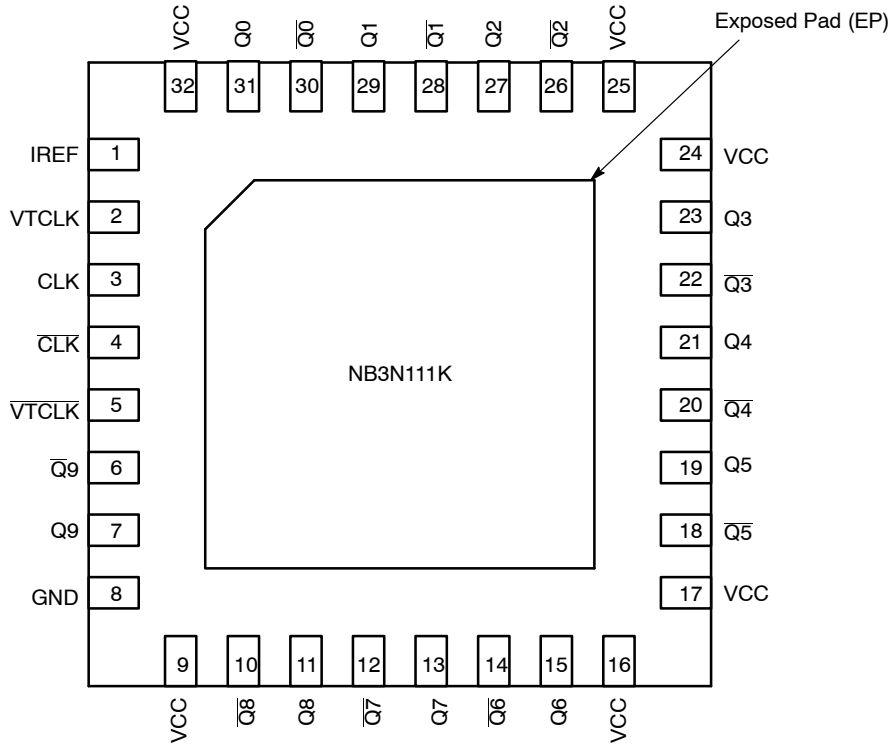 Exposed Pad (EP)
VCC Q0 Q̅0̅ Q1 Q̅1̅ Q2 Q̅2̅ VCC
32 31 30 29 28 27 26 25
IREF 1
VTCLK 2
CLK 3
C̅L̅K̅ 4
V̅T̅C̅L̅K̅ 5
Q̅9 6
Q9 7
GND 8
NB3N111K
24 VCC
23 Q3
22 Q̅3̅
21 Q4
20 Q̅4̅
19 Q5
18 Q̅5̅
17 VCC
9 10 11 12 13 14 15 16
VCC Q̅8̅ Q8 Q̅7̅ Q7 Q̅6̅ Q6 VCC